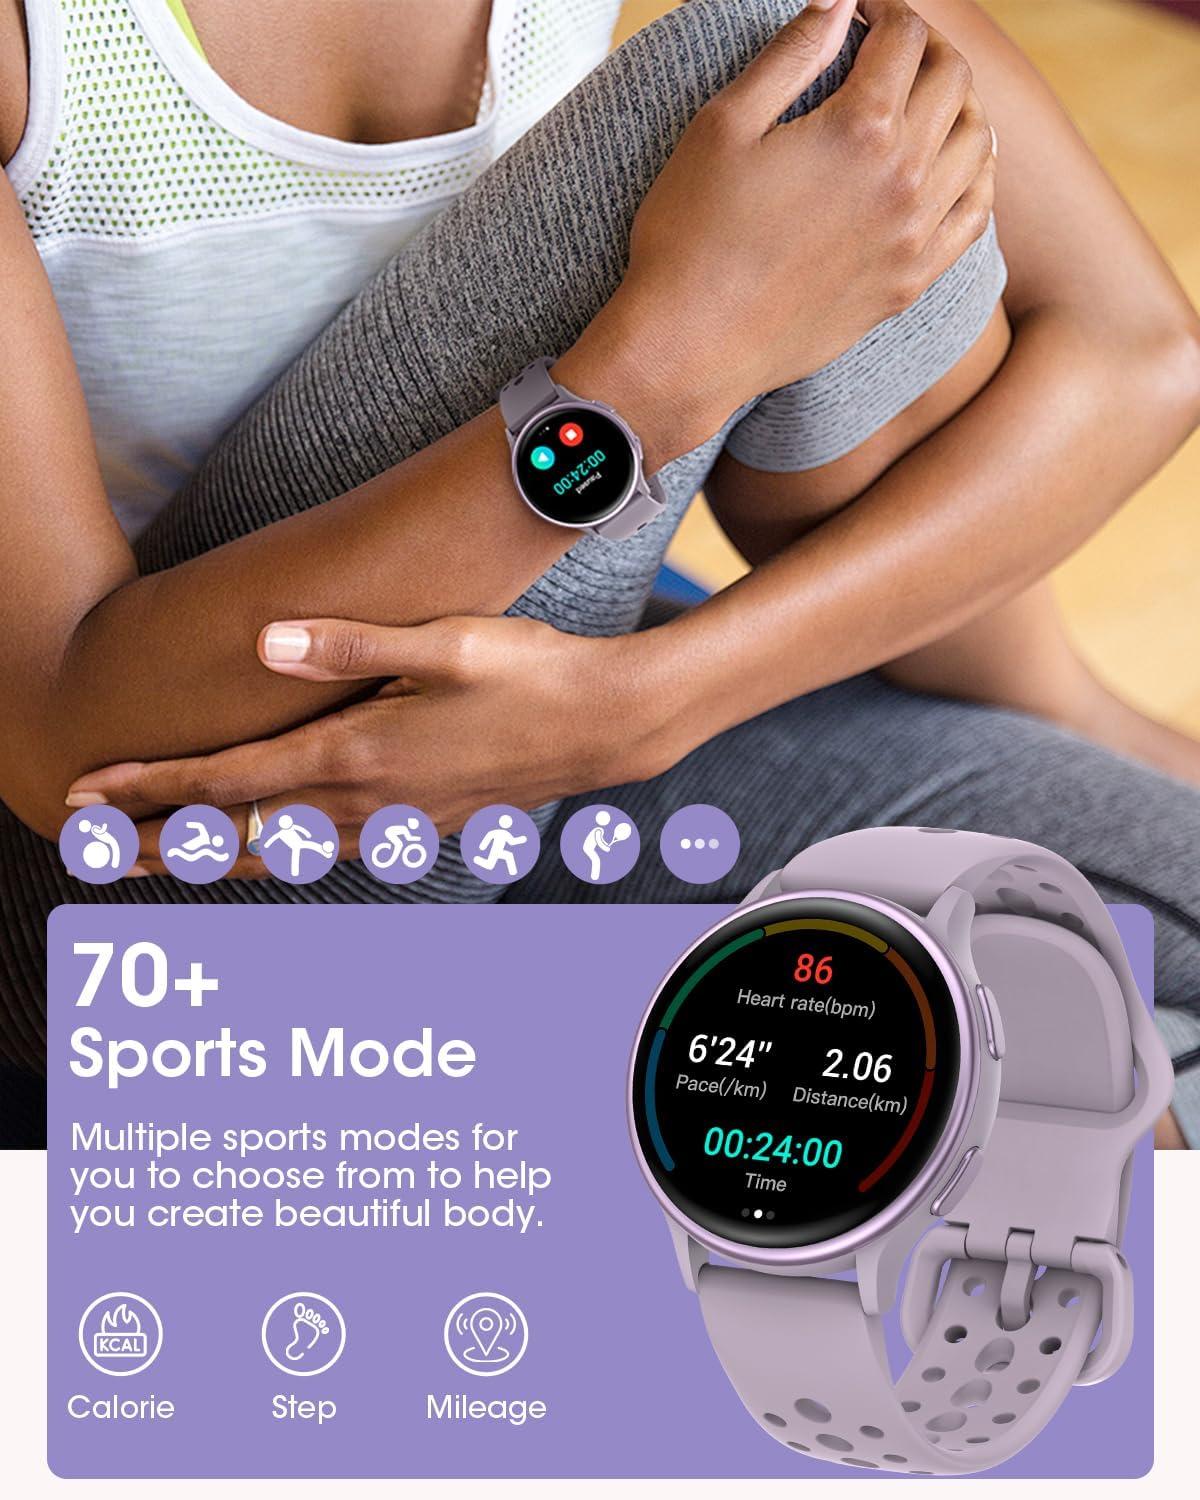 00:24:00
Paused
70+
Sports Mode
Multiple sports modes for
you to choose from to help
you create beautiful body.
KCAL
Calorie
Step
Mileage
86
Heart rate(bpm)
6'24" 2.06
Pace(/km) Distance(km)
00:24:00
Time